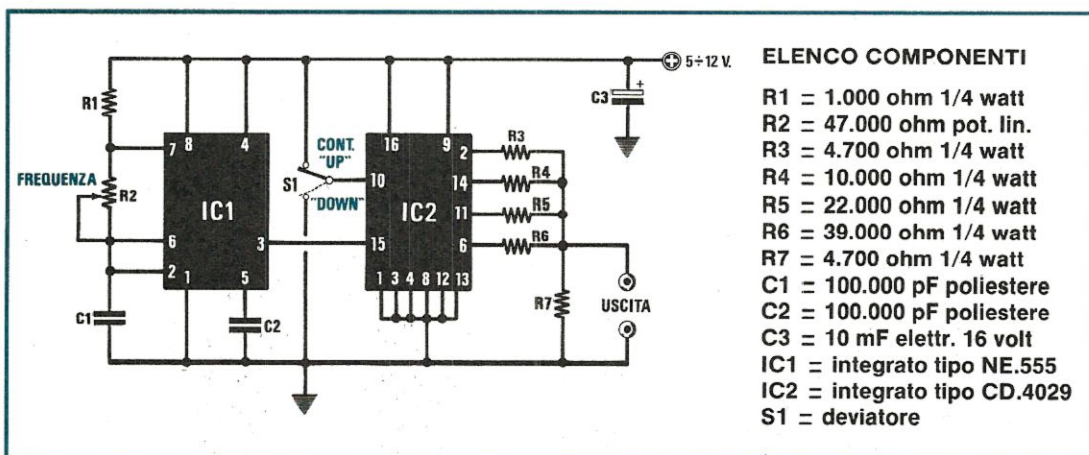 5÷12 V.
C3
+
R1
8
4
16
9
7
CONT.
"UP"
2
R3
FREQUENZA
S1
10
14
R4
R2
IC1
"DOWN"
IC2
11
R5
6
3
15
6
R6
2
1
5
1 3 4 8 12 13
R7
USCITA
C1
C2
ELENCO COMPONENTI
R1 = 1.000 ohm 1/4 watt
R2 = 47.000 ohm pot. lin.
R3 = 4.700 ohm 1/4 watt
R4 = 10.000 ohm 1/4 watt
R5 = 22.000 ohm 1/4 watt
R6 = 39.000 ohm 1/4 watt
R7 = 4.700 ohm 1/4 watt
C1 = 100.000 pF poliestere
C2 = 100.000 pF poliestere
C3 = 10 mF elettr. 16 volt
IC1 = integrato tipo NE.555
IC2 = integrato tipo CD.4029
S1 = deviatore